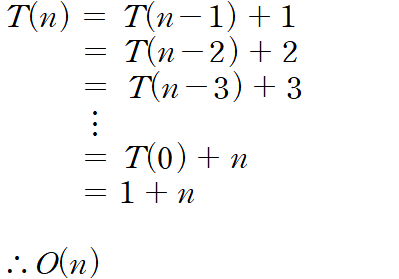 T(n) = T(n−1) + 1
= T(n−2) + 2
= T(n−3) + 3
⋮
= T(0) + n
= 1 + n
∴ O(n)